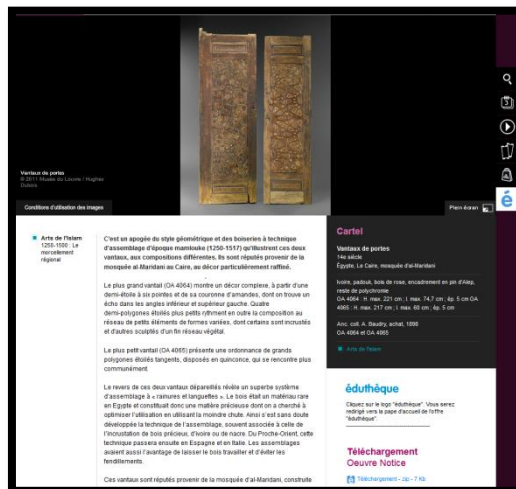 Vantaux de portes
© 2011 Musée du Louvre / Hughes
Dubois
Conditions d'utilisation des images
Plein écran
Arts de l'Islam
1250-1500 : Le
morcellement
régional
C'est un apogée du style géométrique et des boiseries à technique
d'assemblage d'époque mamlouke (1250-1517) qu'illustrent ces deux
vantaux, aux compositions différentes. Ils sont réputés provenir de la
mosquée al-Maridani au Caire, au décor particulièrement raffiné.
Le plus grand vantail (OA 4064) montre un décor complexe, à partir d'une
demi-étoile à six pointes et de sa couronne d'amandes, dont on trouve un
écho dans les angles inférieur et supérieur gauche. Quatre
demi-polygones étoilés plus petits rythment en outre la composition au
réseau de petits éléments de formes variées, dont certains sont incrustés
et d'autres sculptés d'un fin réseau végétal.
Le plus petit vantail (OA 4065) présente une ordonnance de grands
polygones étoilés tangents, disposés en quinconce, qui se rencontre plus
communément.
Le revers de ces deux vantaux dépareillés révèle un superbe système
d'assemblage à « rainures et languettes ». Le bois était un matériau rare
en Egypte et constituait donc une matière précieuse dont on a cherché à
optimiser l'utilisation en utilisant la moindre chute. Ainsi s'est sans doute
développée la technique de l'assemblage, souvent associée à celle de
l'incrustation de bois précieux, d'ivoire ou de nacre. Du Proche-Orient, cette
technique passera ensuite en Espagne et en Italie. Les assemblages
avaient aussi l'avantage de laisser le bois travailler et d'éviter les
fendillements.
Ces vantaux sont réputés provenir de la mosquée d'al-Maridani, construite
Cartel
Vantaux de portes
14e siècle
Égypte, Le Caire, mosquée d'al-Maridani
Ivoire, padouk, bois de rose, encadrement en pin d'Alep,
reste de polychromie
OA 4064 : H. max. 221 cm ; l. max. 74,7 cm ; ép. 5 cm OA
4065 : H. max. 217 cm ; l. max. 60 cm ; ép. 5 cm
Anc. coll. A. Baudry, achat, 1898
OA 4064 et OA 4065
Arts de l'Islam
éduthèque
Cliquez sur le logo "éduthèque". Vous serez
redirigé vers la page d'accueil de l'offre
"éduthèque".
Téléchargement
Oeuvre Notice
Téléchargement - zip - 7 Kb
é